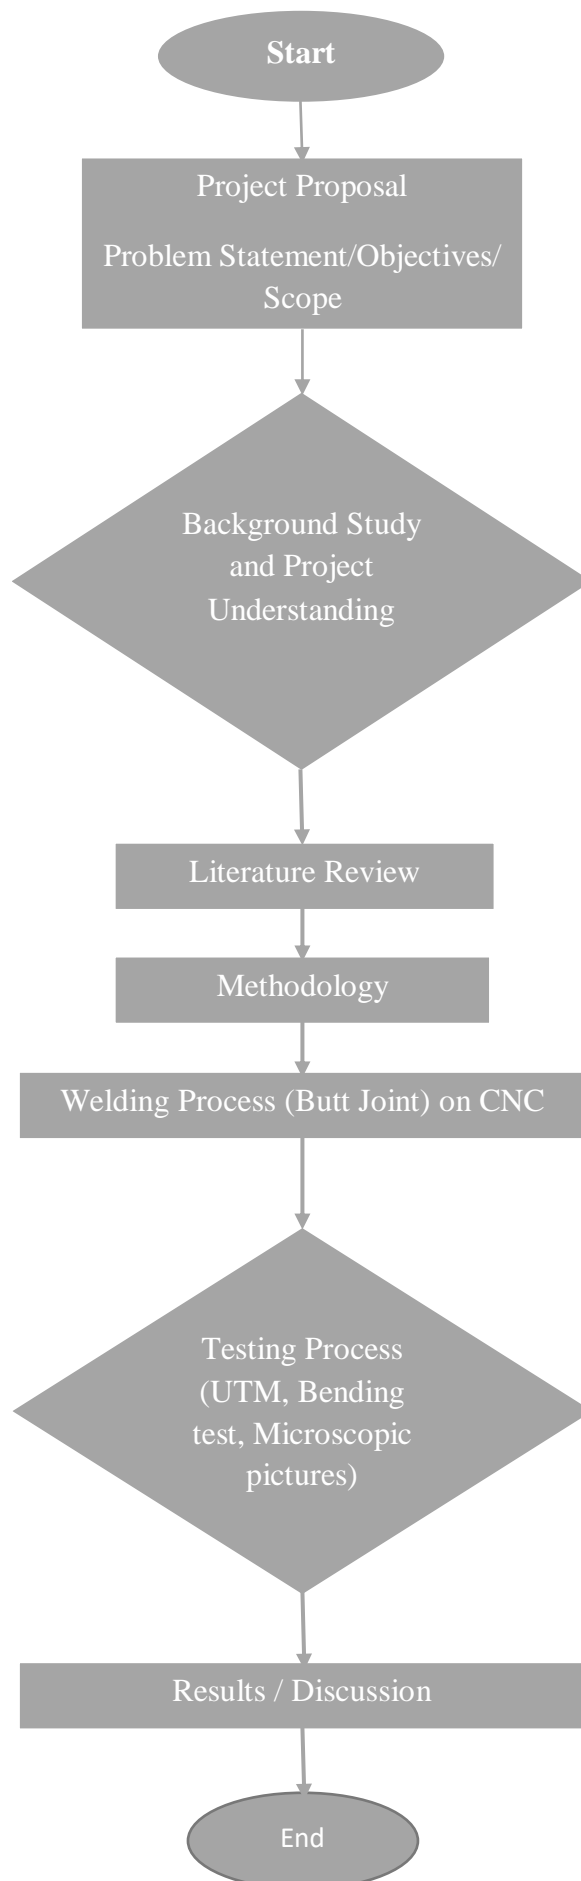 Start
Project Proposal
Problem Statement/Objectives/
Scope
Background Study
and Project
Understanding
Literature Review
Methodology
Welding Process (Butt Joint) on CNC
Testing Process
(UTM, Bending
test, Microscopic
pictures)
Results / Discussion
End